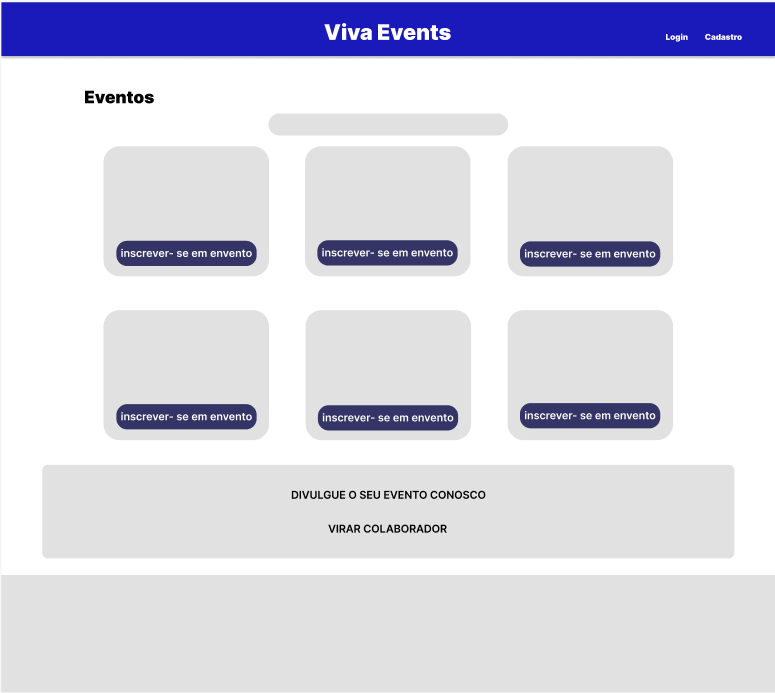 Viva Events
Login Cadastro
Eventos
inscrever- se em envento
inscrever- se em envento
inscrever- se em envento
inscrever- se em envento
inscrever- se em envento
inscrever- se em envento
DIVULGUE O SEU EVENTO CONOSCO
VIRAR COLABORADOR